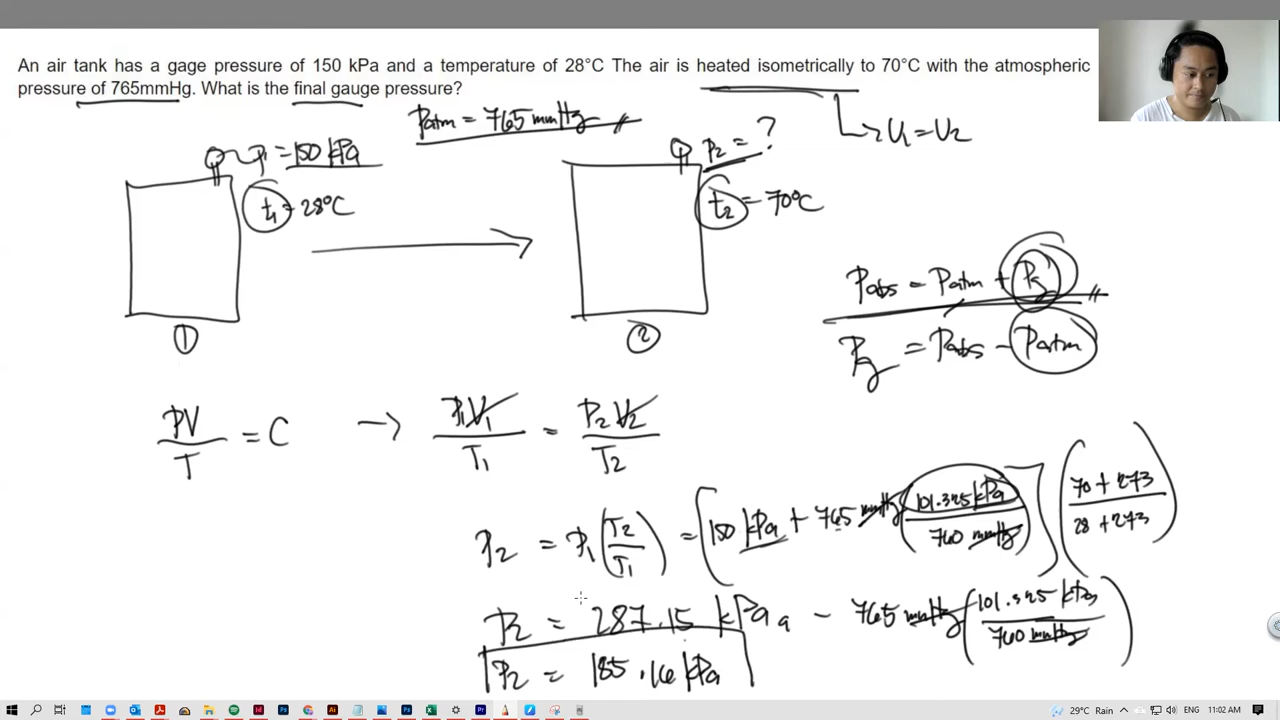 An air tank has a gage pressure of 150 kPa and a temperature of 28°C The air is heated isometrically to 70°C with the atmospheric
pressure of 765mmHg. What is the final gauge pressure?
Patm = 765 mmHg
P1 = 150 kPa
P2 = ?
υ1 = υ2
t1 = 28°C
t2 = 70°C
Pabs = Patm + Pg
Pg = Pabs - Patm
① ②
PV/T = C → P1V1/T1 = P2V2/T2
P2 = P1(T2/T1) = [150 kPa + 765 mmHg(101.325 kPa/760 mmHg)](70+273/28+273)
P2 = 287.15 kPaa - 765 mmHg(101.325 kPa/760 mmHg)
P2 = 185.16 kPa
29°C Rain
ENG
11:02 AM